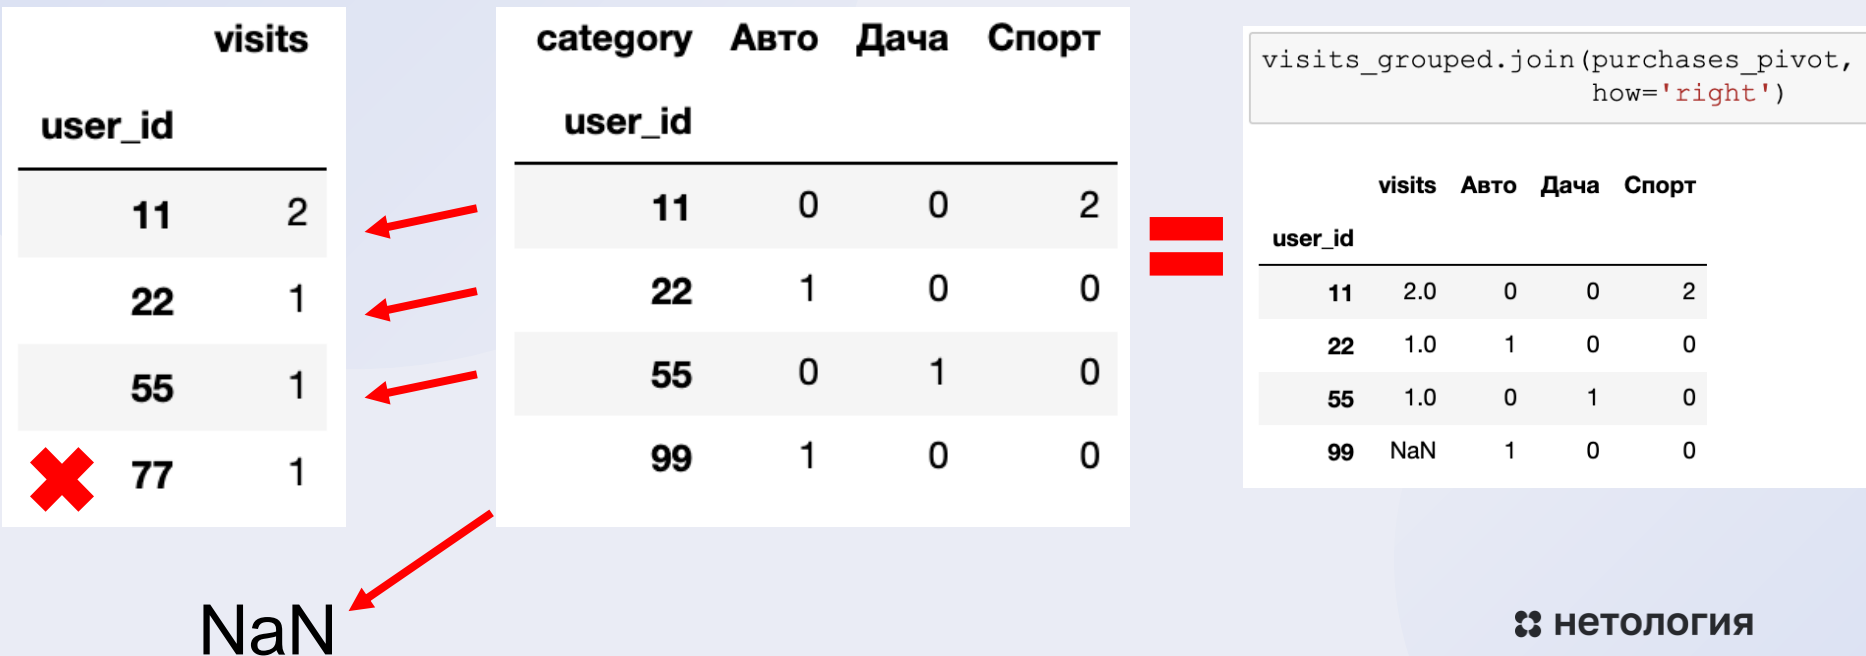 visits
user_id
11 2
22 1
55 1
77 1
NaN
category Авто Дача Спорт
user_id
11 0 0 2
22 1 0 0
55 0 1 0
99 1 0 0
visits_grouped.join(purchases_pivot,
how='right')
visits Авто Дача Спорт
user_id
11 2.0 0 0 2
22 1.0 1 0 0
55 1.0 0 1 0
99 NaN 1 0 0
нетология